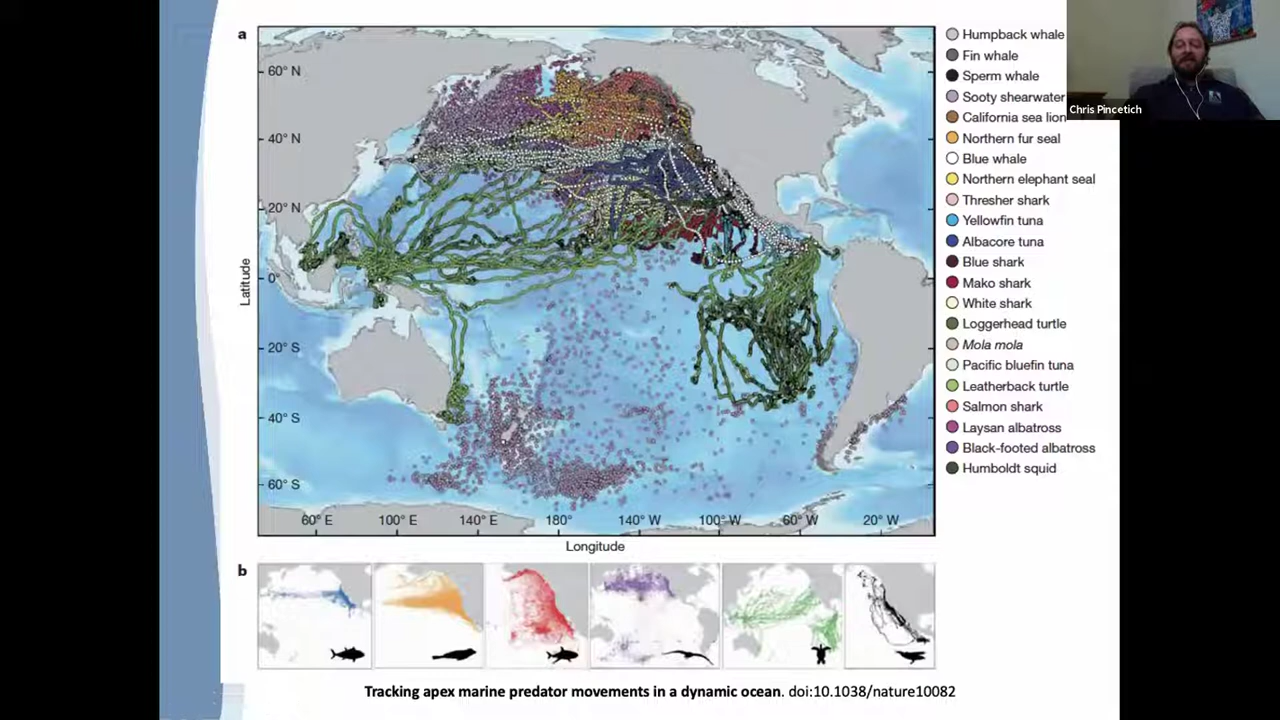 a
60° N
40° N
20° N
0°
20° S
40° S
60° S
Latitude
60° E
100° E
140° E
180°
140° W
100° W
60° W
20° W
Longitude
Humpback whale
Fin whale
Sperm whale
Sooty shearwater
California sea lion
Northern fur seal
Blue whale
Northern elephant seal
Thresher shark
Yellowfin tuna
Albacore tuna
Blue shark
Mako shark
White shark
Loggerhead turtle
Mola mola
Pacific bluefin tuna
Leatherback turtle
Salmon shark
Laysan albatross
Black-footed albatross
Humboldt squid
Chris Pincetich
b
Tracking apex marine predator movements in a dynamic ocean. doi:10.1038/nature10082